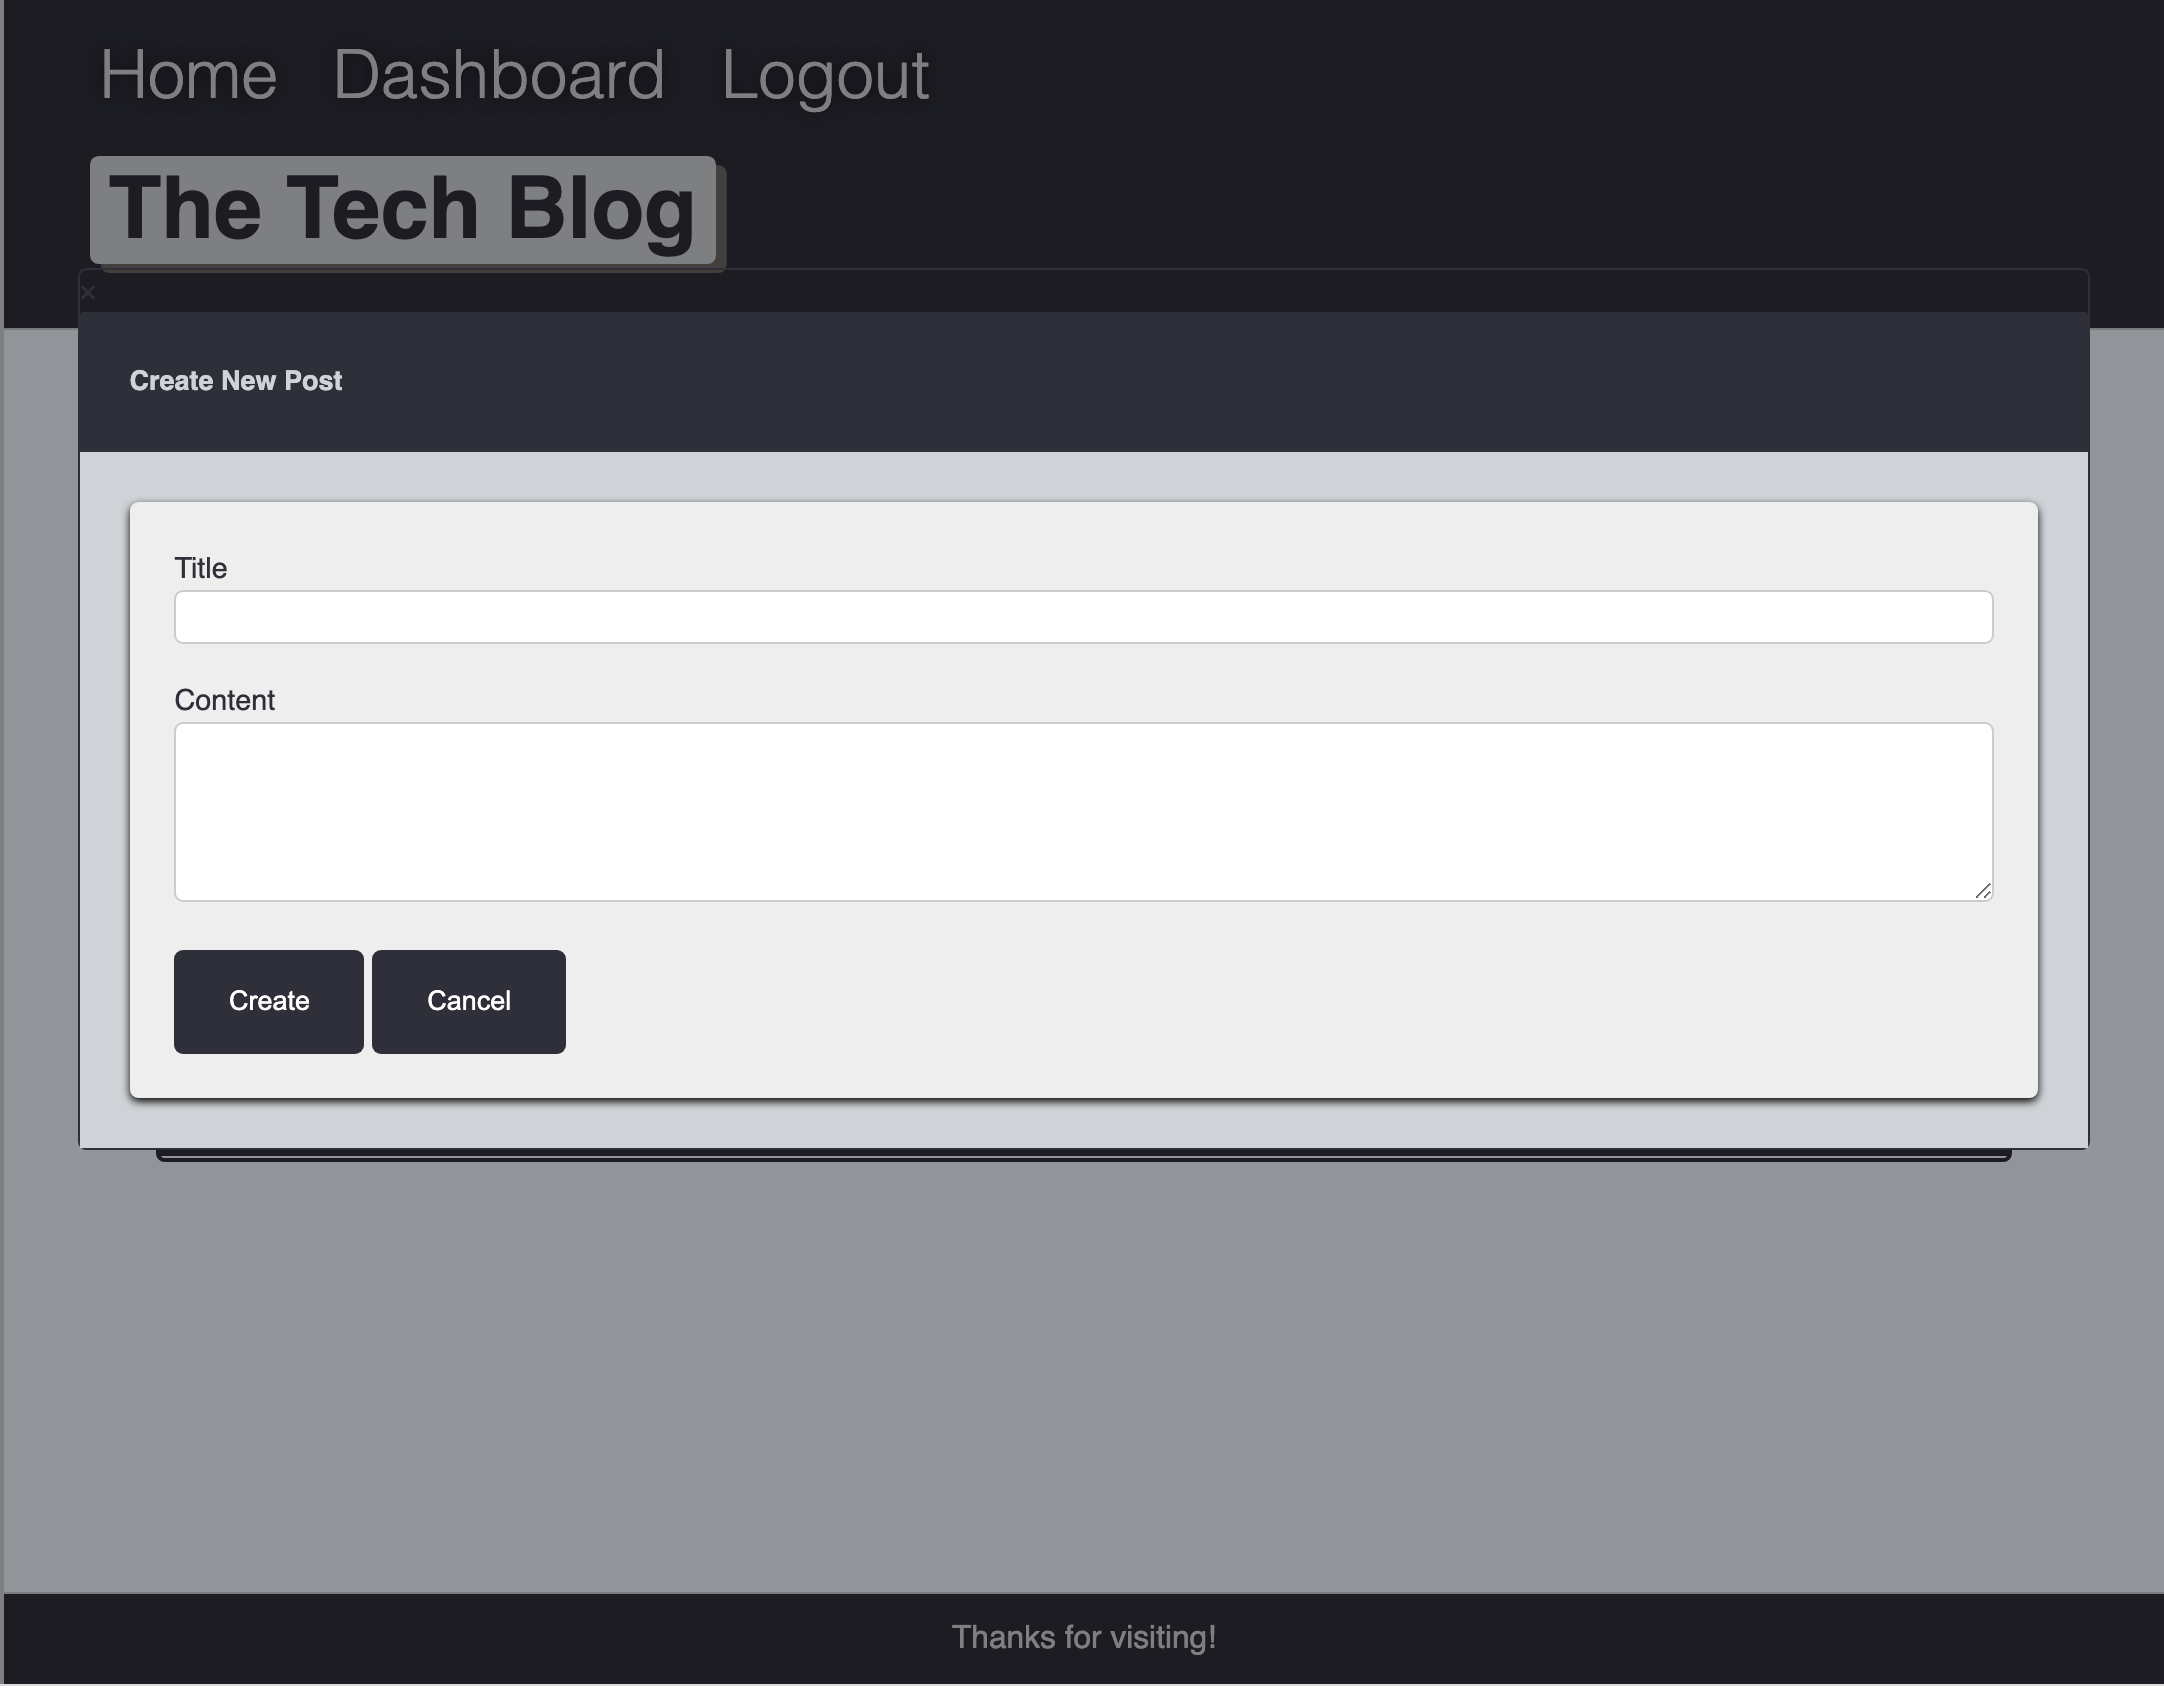 Home Dashboard Logout
The Tech Blog
×
Create New Post
Title
Content
Create Cancel
Thanks for visiting!